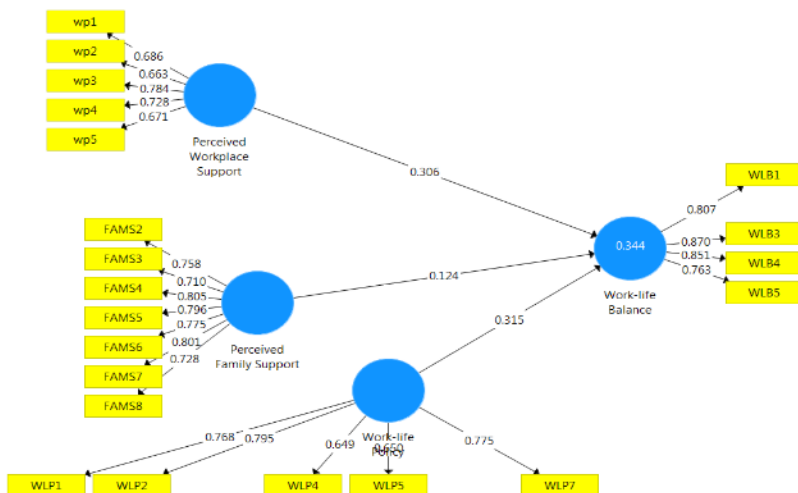 wp1
wp2
wp3
wp4
wp5
0.686
0.663
0.784
0.728
0.671
Perceived
Workplace
Support
0.306
WLB1
WLB3
WLB4
WLB5
0.807
0.870
0.851
0.763
0.344
Work-life
Balance
FAMS2
FAMS3
FAMS4
FAMS5
FAMS6
FAMS7
FAMS8
0.758
0.710
0.805
0.796
0.775
0.801
0.728
Perceived
Family Support
0.124
0.315
Work-life
Policy
0.768
0.795
0.649
0.650
0.775
WLP1
WLP2
WLP4
WLP5
WLP7